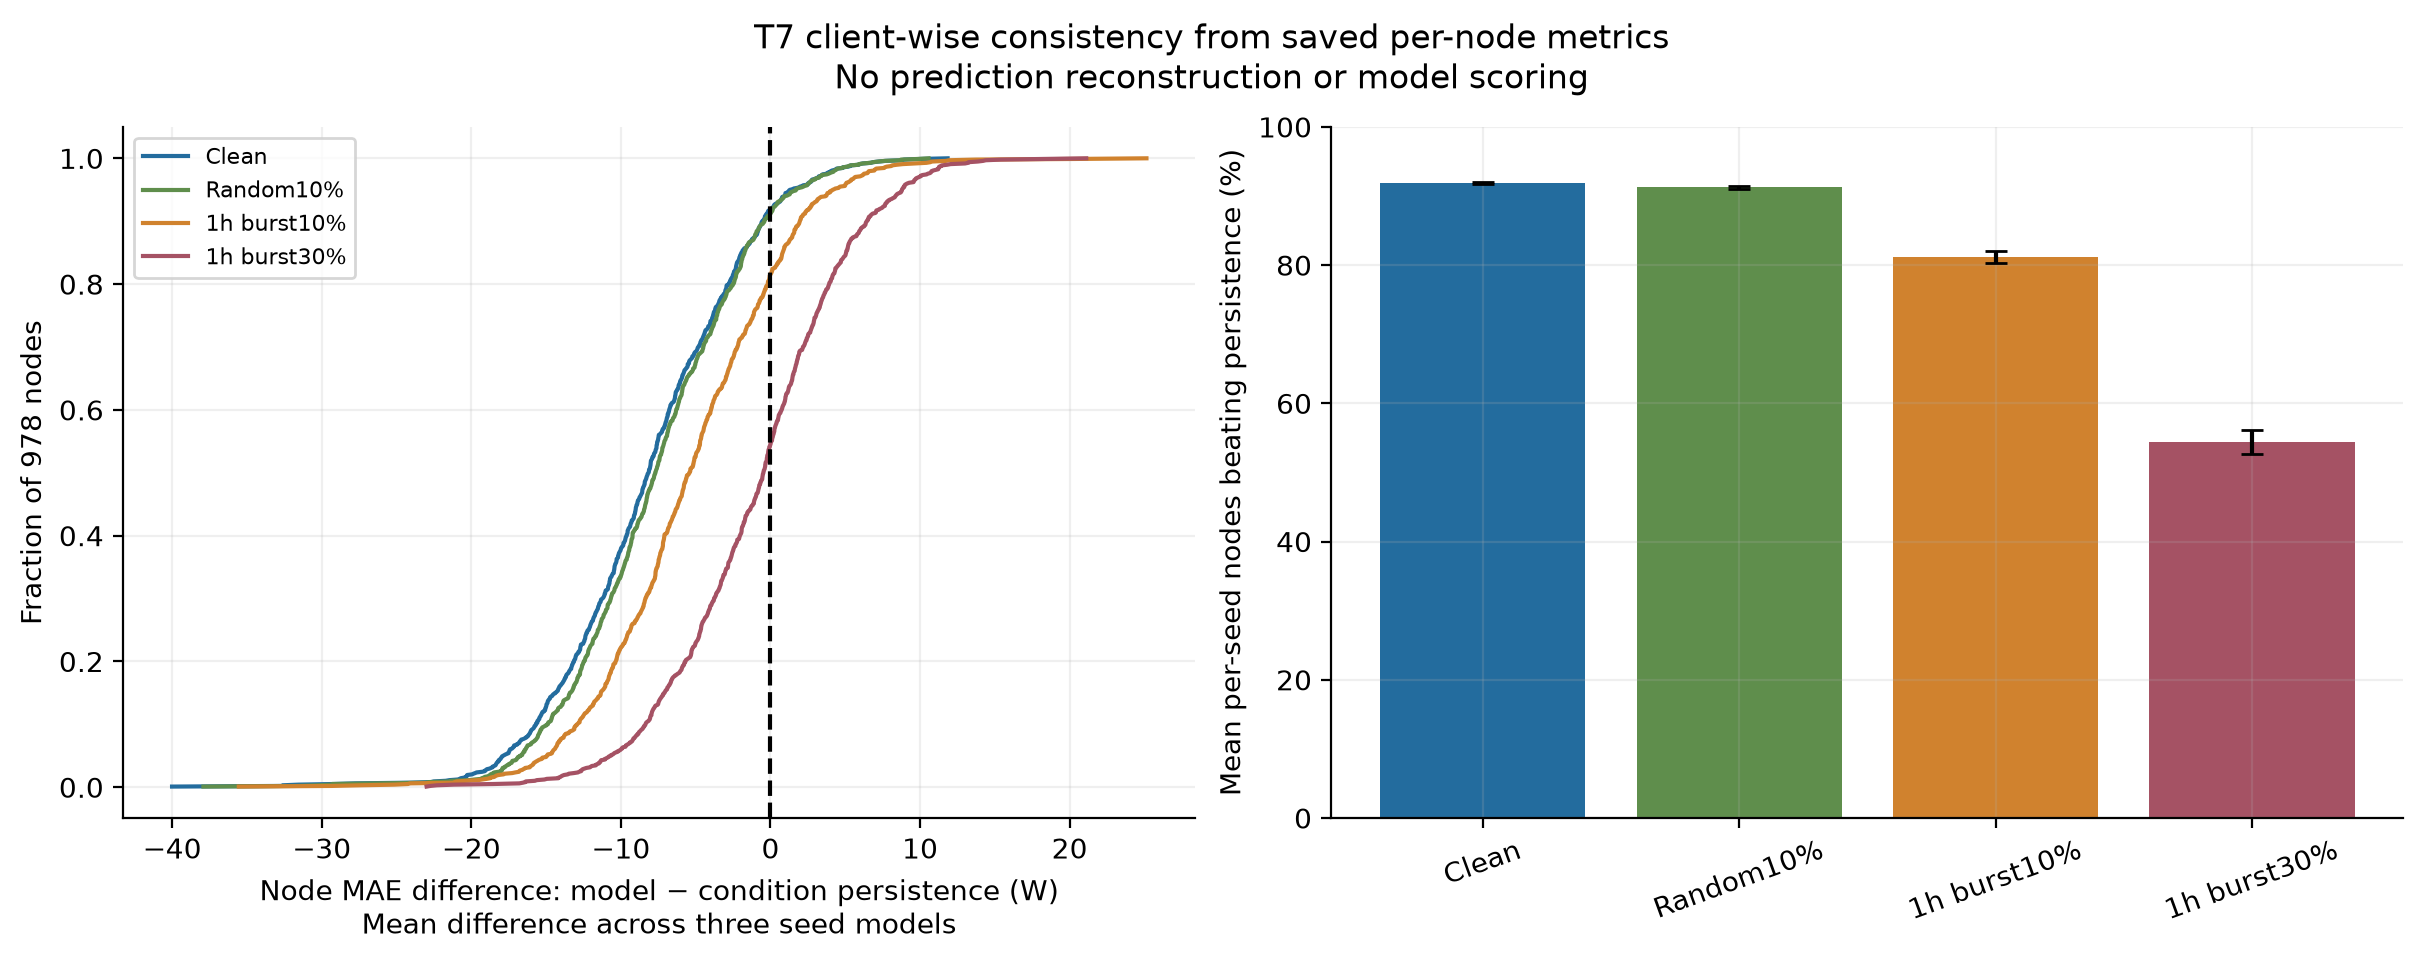 T7 client-wise consistency from saved per-node metrics
No prediction reconstruction or model scoring
Clean
Random10%
1h burst10%
1h burst30%
Fraction of 978 nodes
1.0
0.8
0.6
0.4
0.2
0.0
−40
−30
−20
−10
0
10
20
Node MAE difference: model − condition persistence (W)
Mean difference across three seed models
Mean per-seed nodes beating persistence (%)
100
80
60
40
20
0
Clean
Random10%
1h burst10%
1h burst30%